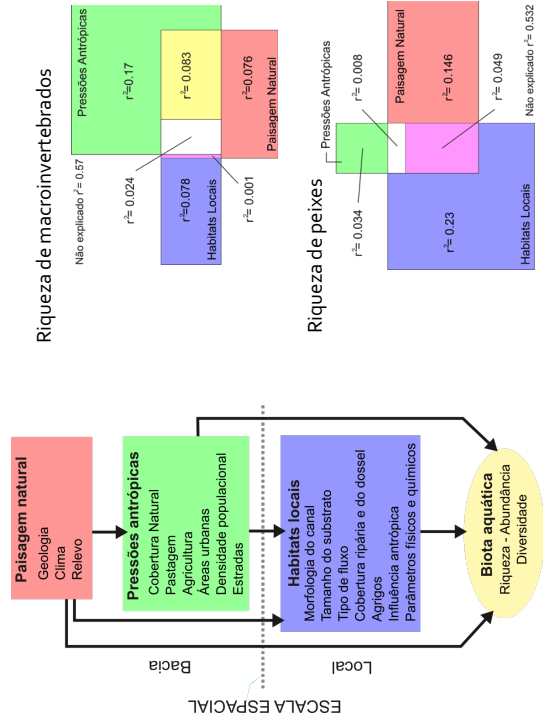 Paisagem natural
Geologia
Clima
Relevo
Pressões antrópicas
Cobertura Natural
Pastagem
Agricultura
Áreas urbanas
Densidade populacional
Estradas
Habitats locais
Morfologia do canal
Tamanho do substrato
Tipo de fluxo
Cobertura ripária e do dossel
Agrigos
Influência antrópica
Parâmetros físicos e químicos
Biota aquática
Riqueza - Abundância
Diversidade
Bacia
Local
ESCALA ESPACIAL
Riqueza de macroinvertebrados
Não explicado r²= 0.57
Pressões Antrópicas
r²= 0.17
r²= 0.024
r²= 0.083
r²=0.078
Habitats Locais
r²= 0.001
r²= 0.076
Paisagem Natural
Riqueza de peixes
Pressões Antrópicas
r²= 0.008
r²= 0.034
Paisagem Natural
r²= 0.146
r²= 0.23
r²= 0.049
Habitats Locais
Não explicado r²= 0.532